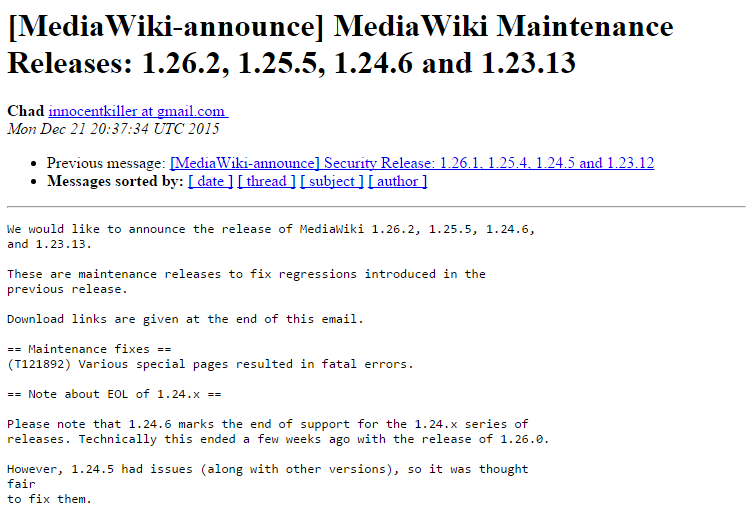 [MediaWiki-announce] MediaWiki Maintenance
Releases: 1.26.2, 1.25.5, 1.24.6 and 1.23.13
Chad innocentkiller at gmail.com
Mon Dec 21 20:37:34 UTC 2015
• Previous message: [MediaWiki-announce] Security Release: 1.26.1, 1.25.4, 1.24.5 and 1.23.12
• Messages sorted by: [ date ] [ thread ] [ subject ] [ author ]
We would like to announce the release of MediaWiki 1.26.2, 1.25.5, 1.24.6,
and 1.23.13.
These are maintenance releases to fix regressions introduced in the
previous release.
Download links are given at the end of this email.
== Maintenance fixes ==
(T121892) Various special pages resulted in fatal errors.
== Note about EOL of 1.24.x ==
Please note that 1.24.6 marks the end of support for the 1.24.x series of
releases. Technically this ended a few weeks ago with the release of 1.26.0.
However, 1.24.5 had issues (along with other versions), so it was thought
fair
to fix them.